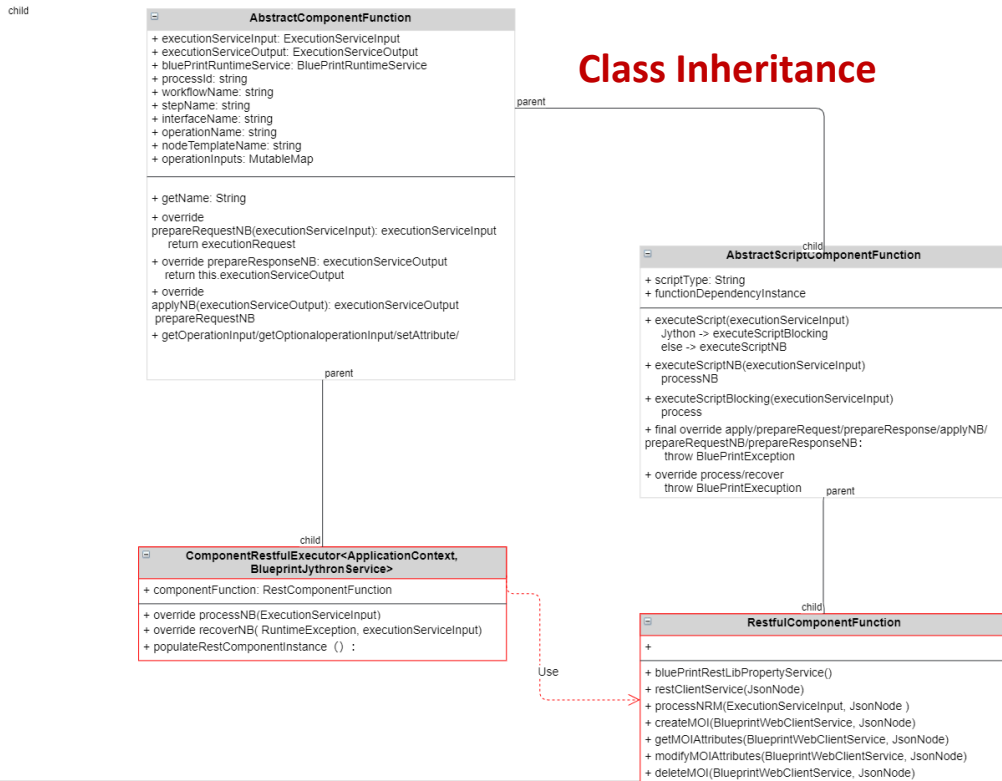 child
AbstractComponentFunction
+ executionServiceInput: ExecutionServiceInput
+ executionServiceOutput: ExecutionServiceOutput
+ bluePrintRuntimeService: BluePrintRuntimeService
+ processId: string
+ workflowName: string
+ stepName: string
+ interfaceName: string
+ operationName: string
+ nodeTemplateName: string
+ operationInputs: MutableMap
+ getName: String
+ override
prepareRequestNB(executionServiceInput): executionServiceInput
return executionRequest
+ override prepareResponseNB: executionServiceOutput
return this.executionServiceOutput
+ override
applyNB(executionServiceOutput): executionServiceOutput
prepareRequestNB
+ getOperationInput/getOptionaloperationInput/setAttribute/
parent
Class Inheritance
parent
child
AbstractScriptComponentFunction
+ scriptType: String
+ functionDependencyInstance
+ executeScript(executionServiceInput)
Jython -> executeScriptBlocking
else -> executeScriptNB
+ executeScriptNB(executionServiceInput)
processNB
+ executeScriptBlocking(executionServiceInput)
process
+ final override apply/prepareRequest/prepareResponse/applyNB/
prepareRequestNB/prepareResponseNB:
throw BluePrintException
+ override process/recover
throw BluePrintExecuption
parent
child
ComponentRestfulExecutor<ApplicationContext,
BlueprintJythronService>
+ componentFunction: RestComponentFunction
+ override processNB(ExecutionServiceInput)
+ override recoverNB( RuntimeException, executionServiceInput)
+ populateRestComponentInstance () :
Use
child
RestfulComponentFunction
+
+ bluePrintRestLibPropertyService()
+ restClientService(JsonNode)
+ processNRM(ExecutionServiceInput, JsonNode )
+ createMOI(BlueprintWebClientService, JsonNode)
+ getMOIAttributes(BlueprintWebClientService, JsonNode)
+ modifyMOIAttributes(BlueprintWebClientService, JsonNode)
+ deleteMOI(BlueprintWebClientService, JsonNode)